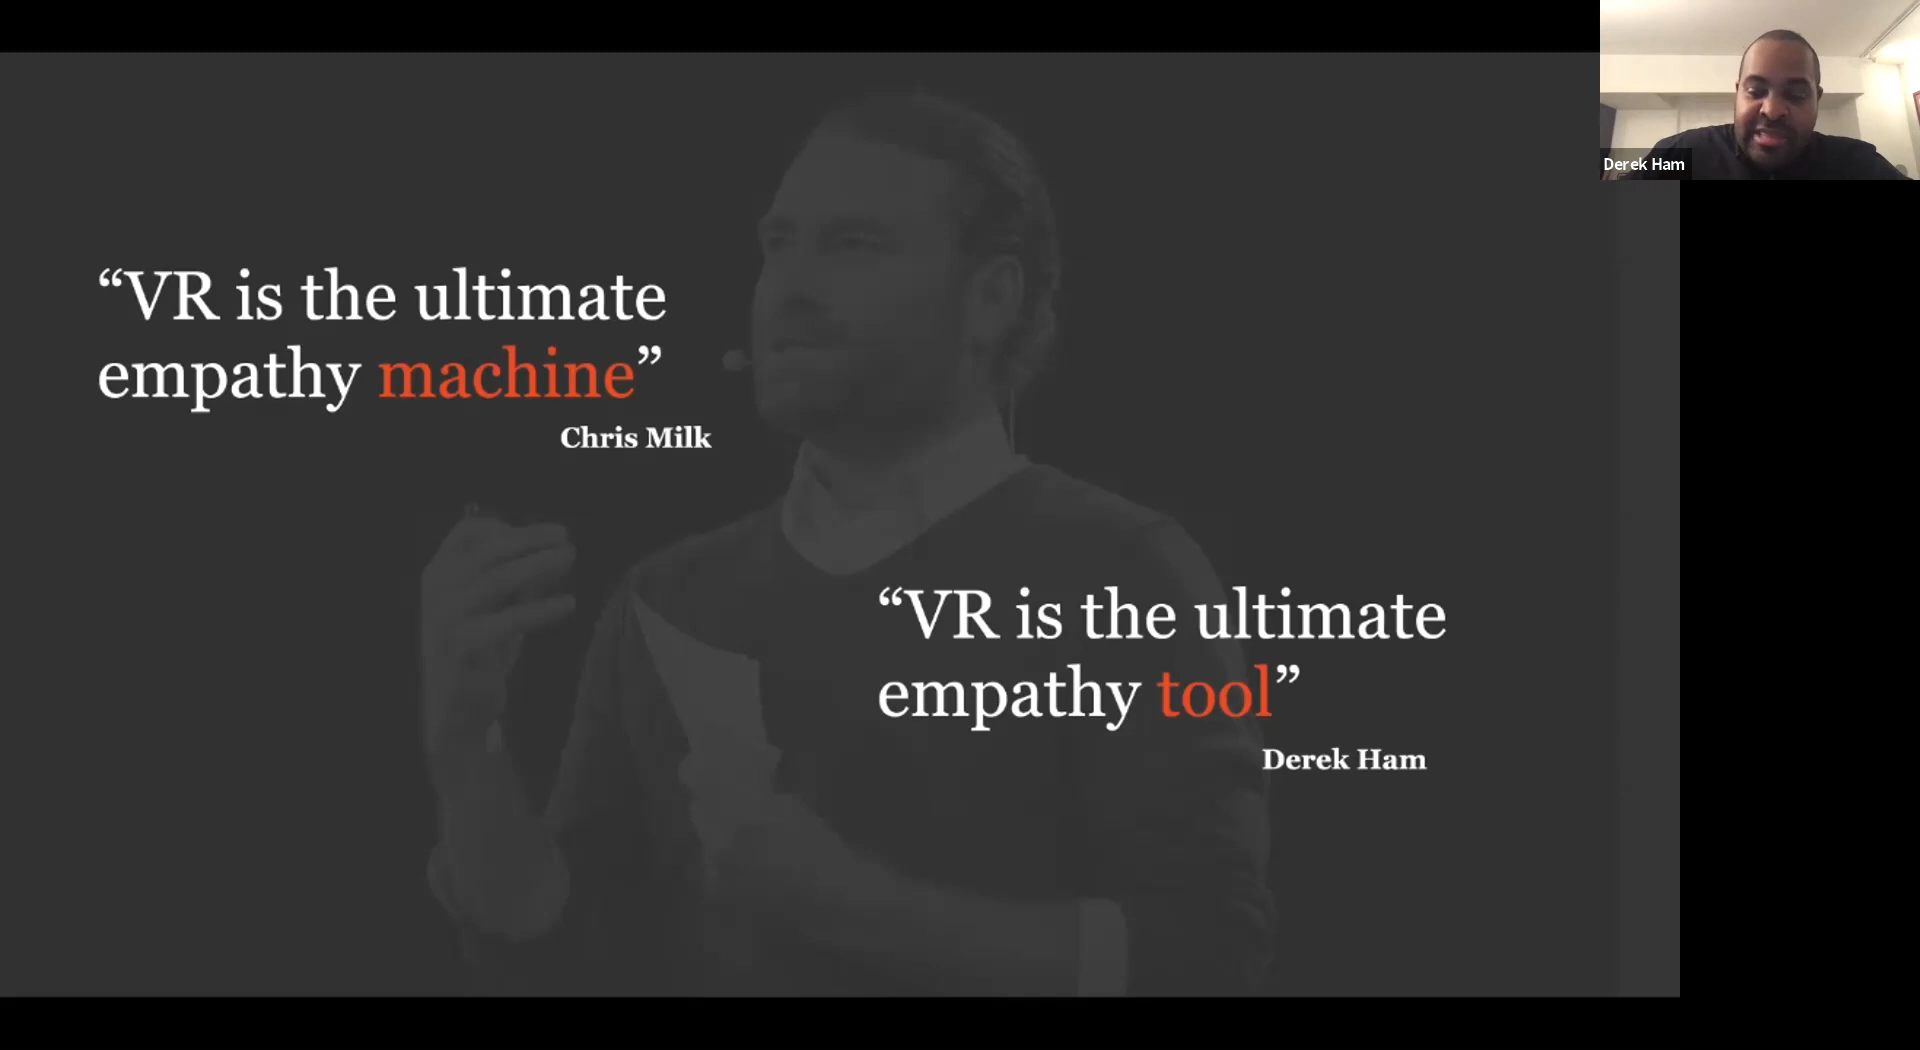 “VR is the ultimate
empathy machine”
Chris Milk
“VR is the ultimate
empathy tool”
Derek Ham
Derek Ham